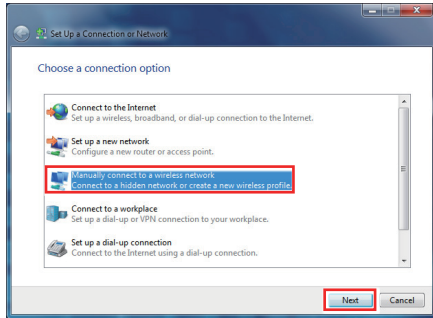 Set Up a Connection or Network
Choose a connection option
Connect to the Internet
Set up a wireless, broadband, or dial-up connection to the Internet.
Set up a new network
Configure a new router or access point.
Manually connect to a wireless network
Connect to a hidden network or create a new wireless profile.
Connect to a workplace
Set up a dial-up or VPN connection to your workplace.
Set up a dial-up connection
Connect to the Internet using a dial-up connection.
Next
Cancel